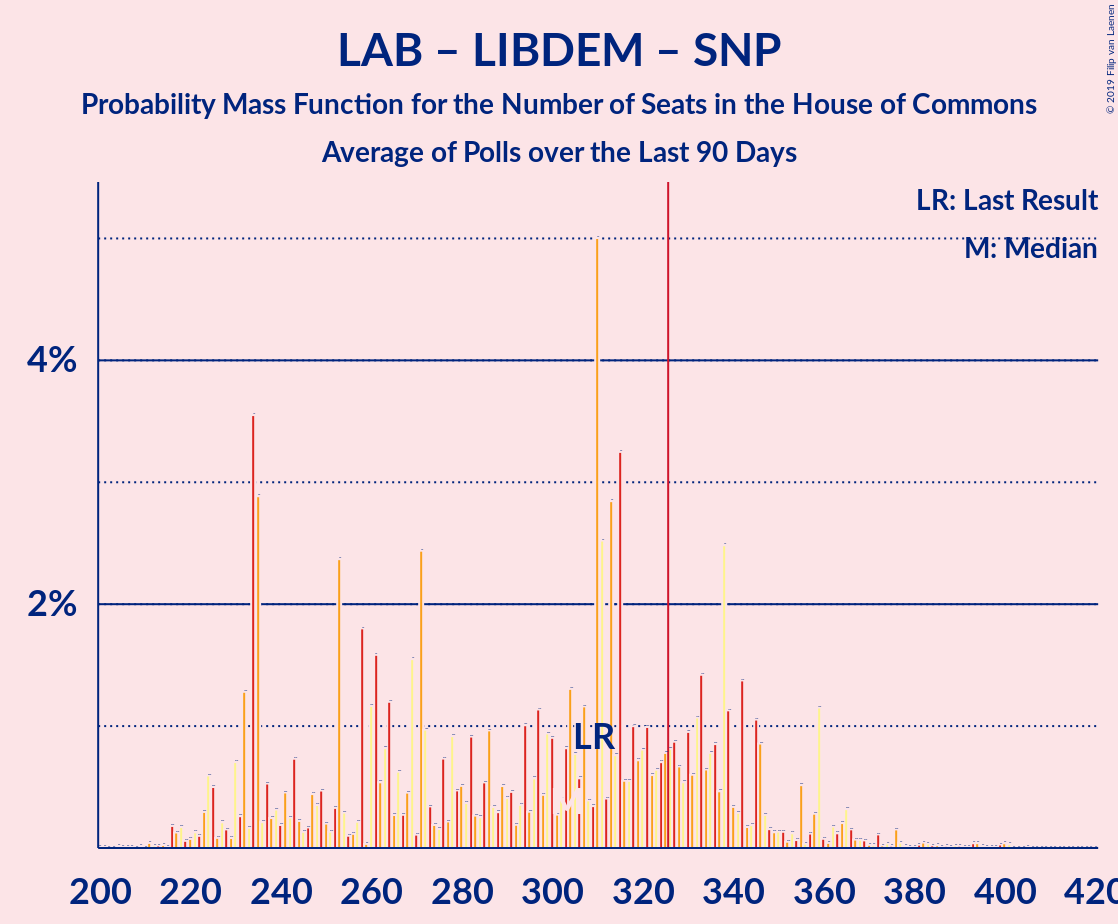 LAB – LIBDEM – SNP
Probability Mass Function for the Number of Seats in the House of Commons
Average of Polls over the Last 90 Days
© 2019 Filip van Laenen
LR: Last Result
M: Median
4%
2%
LR
M
200 220 240 260 280 300 320 340 360 380 400 420